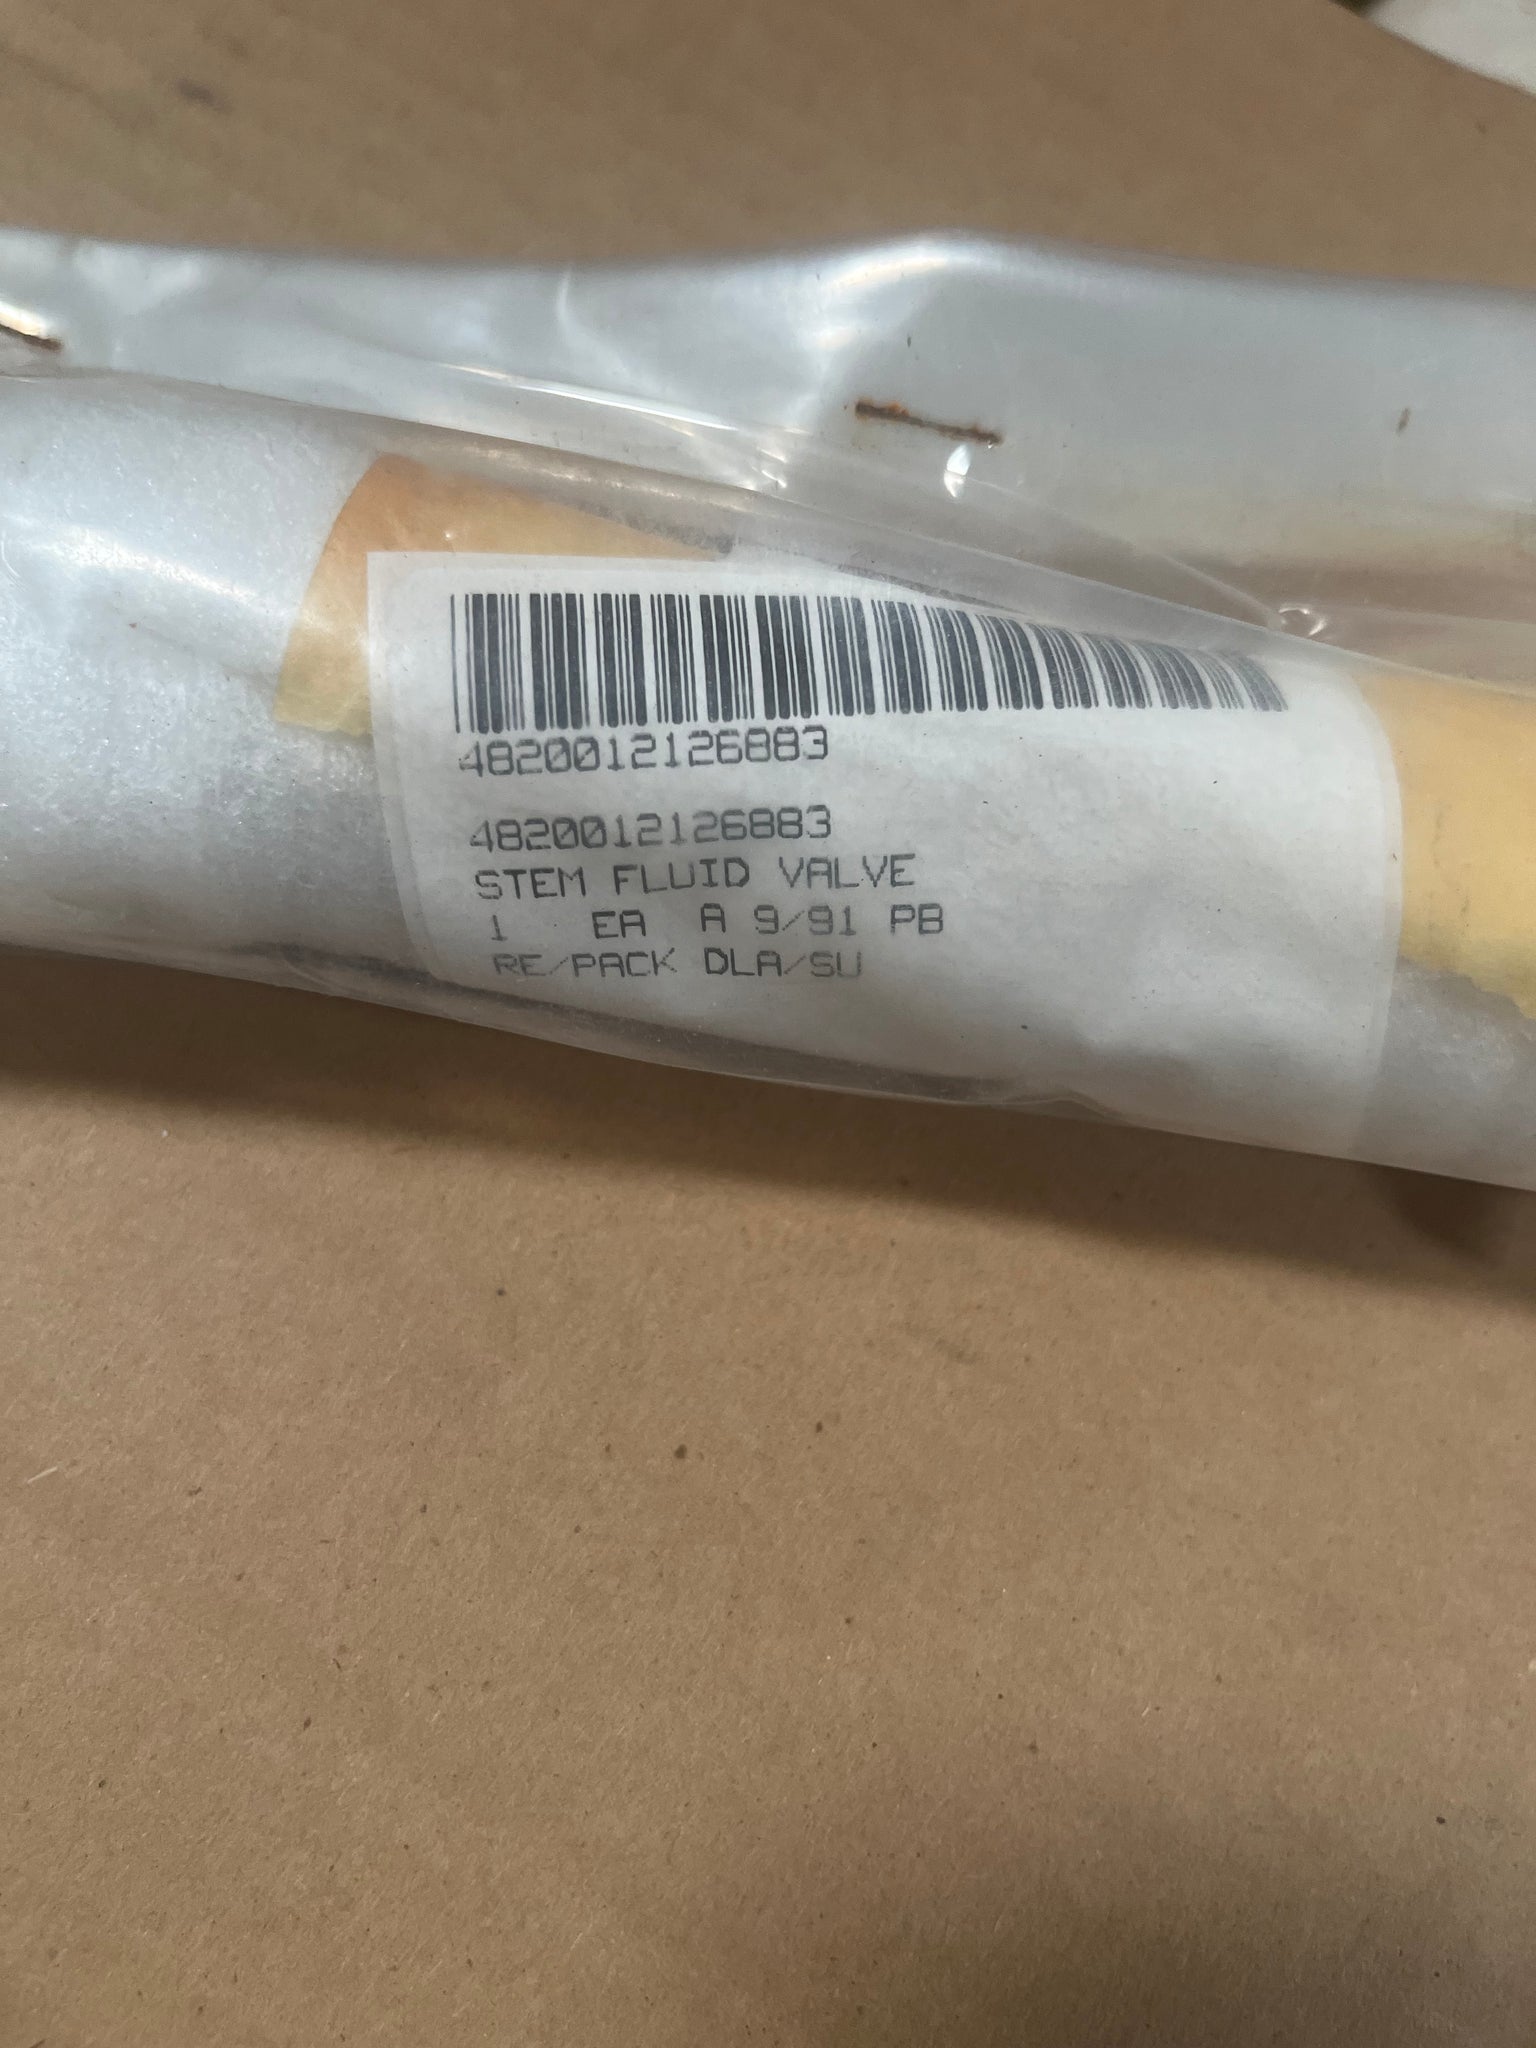 4820012126883
4820012126883
STEM FLUID VALVE
1 EA A 9/91 PB
RE/PACK DLA/SU